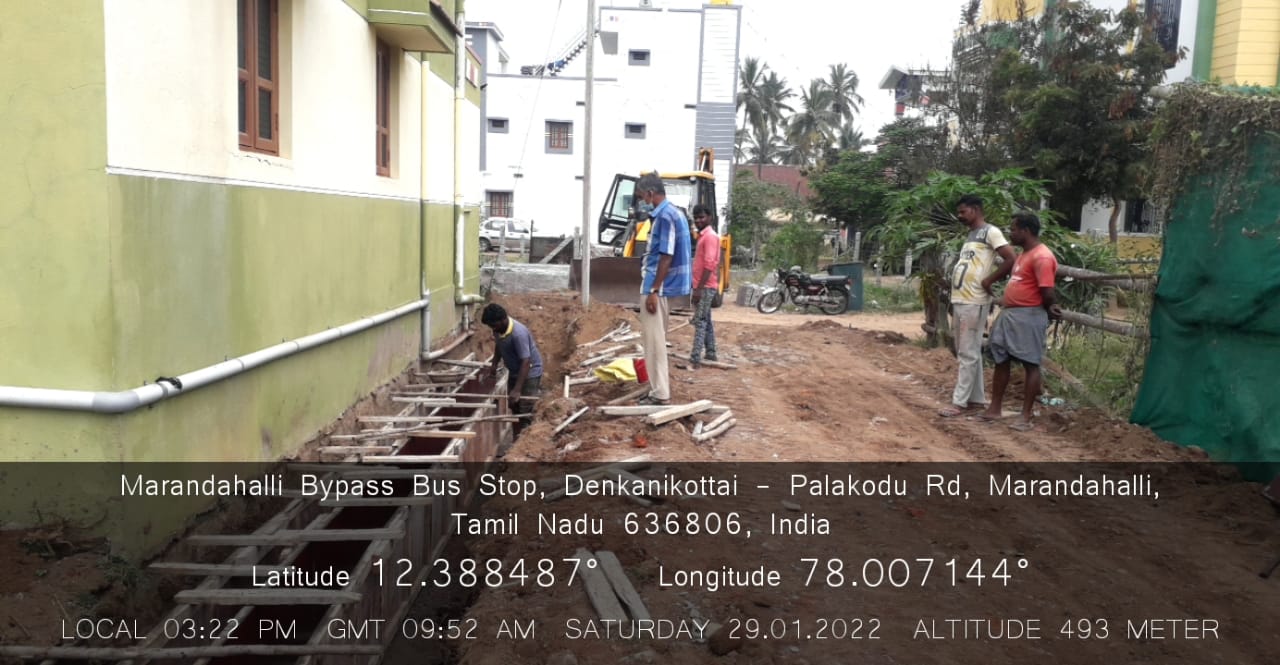 Marandahalli Bypass Bus Stop, Denkanikottai - Palakodu Rd, Marandahalli,
Tamil Nadu 636806, India
Latitude 12.388487° Longitude 78.007144°
LOCAL 03:22 PM GMT 09:52 AM SATURDAY 29.01.2022 ALTITUDE 493 METER